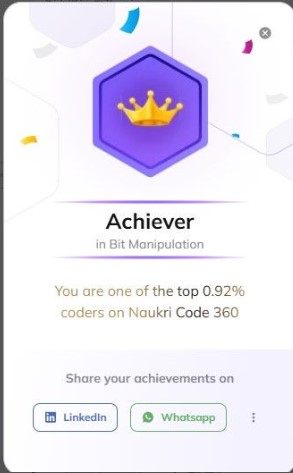 Achiever
in Bit Manipulation
You are one of the top 0.92%
coders on Naukri Code 360
Share your achievements on
LinkedIn
Whatsapp